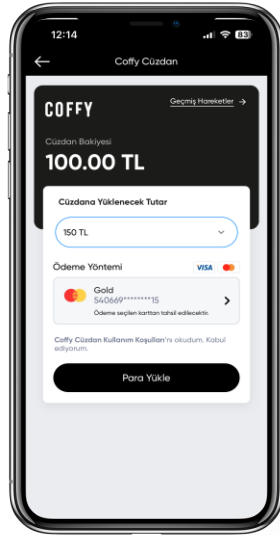 12:14
83
Coffy Cüzdan
COFFY
Geçmiş Hareketler
Cüzdan Bakiyesi
100.00 TL
Cüzdana Yüklenecek Tutar
150 TL
Ödeme Yöntemi
VISA
Gold
540669********15
Ödeme seçilen karttan tahsil edilecektir.
Coffy Cüzdan Kullanım Koşulları'nı okudum. Kabul
ediyorum.
Para Yükle